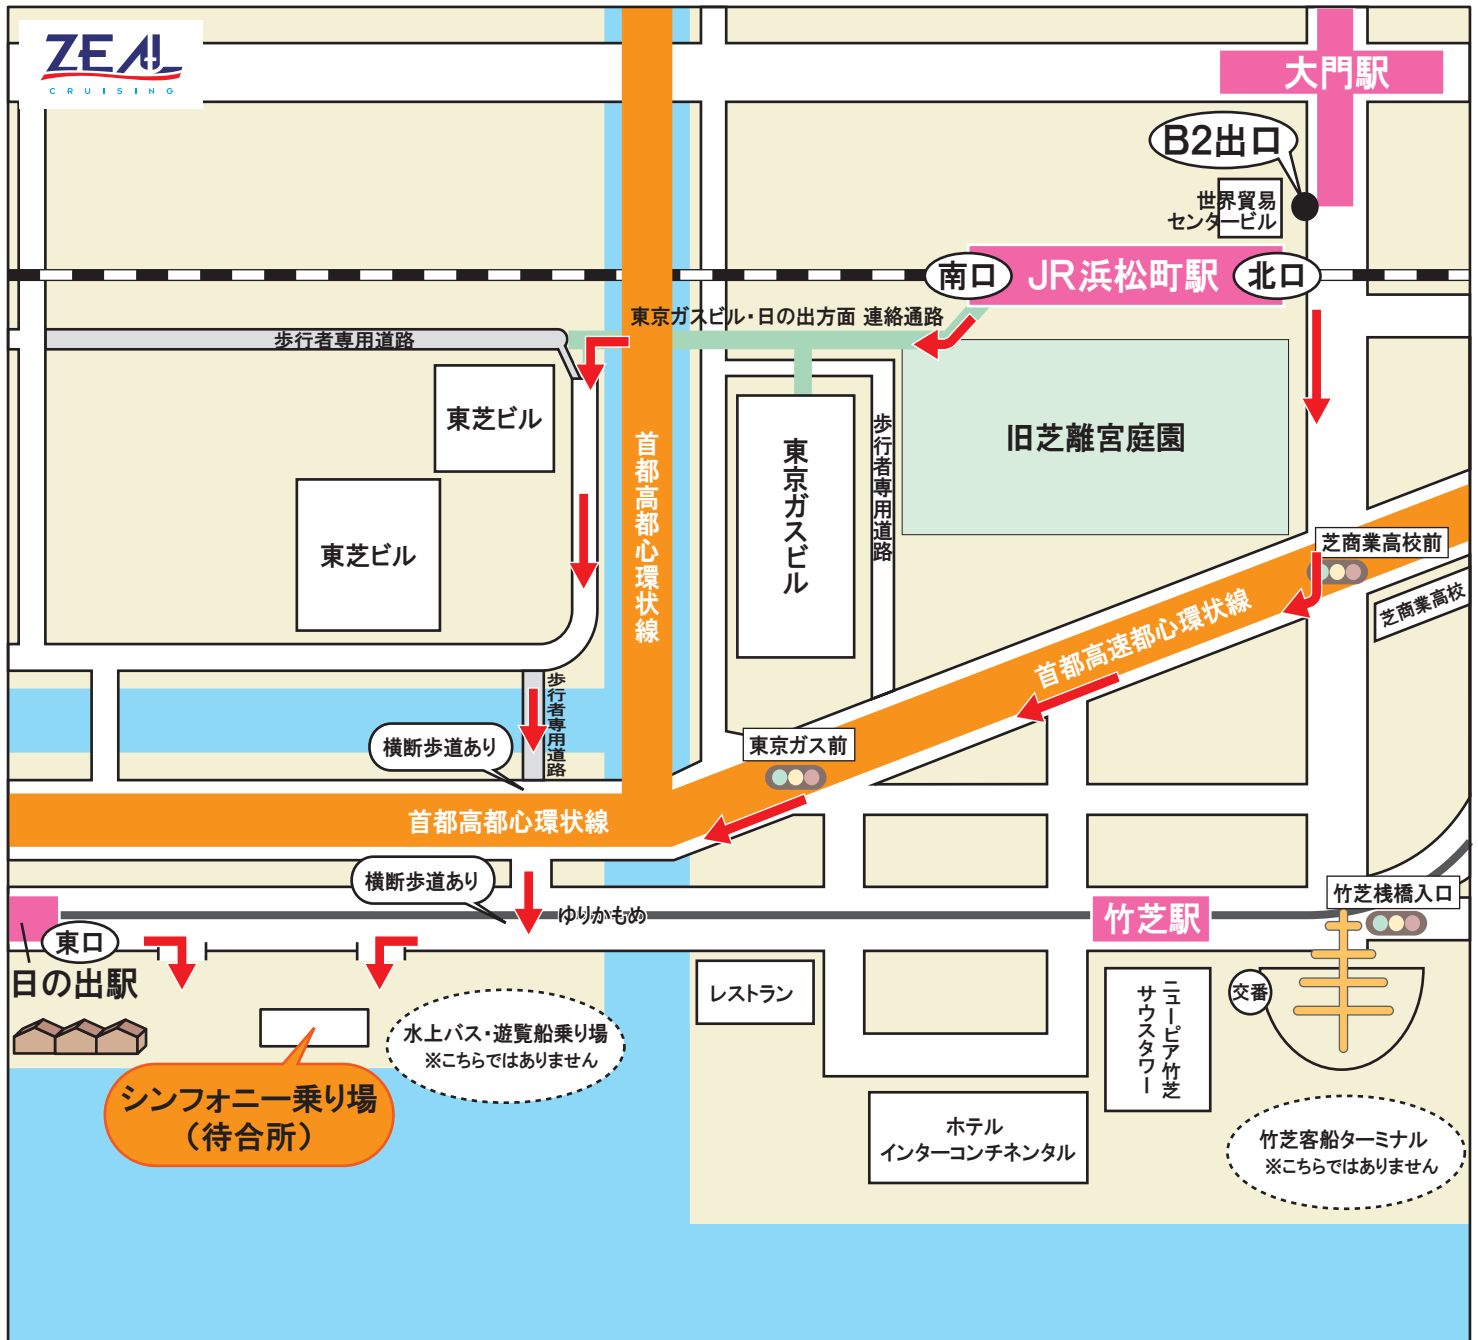 ZEAL
CRUISING
大門駅
B2出口
世界貿易
センタービル
南口
JR浜松町駅
北口
東京ガスビル・日の出方面 連絡通路
歩行者専用道路
東芝ビル
東芝ビル
首都高都心環状線
東京ガスビル
歩行者専用道路
旧芝離宮庭園
芝商業高校前
芝商業高校
首都高速都心環状線
歩行者専用道路
横断歩道あり
東京ガス前
首都高都心環状線
横断歩道あり
ゆりかもめ
竹芝駅
竹芝桟橋入口
東口
日の出駅
レストラン
ニューピア竹芝
サウスタワー
交番
水上バス・遊覧船乗り場
※こちらではありません
シンフォニー乗り場
（待合所）
ホテル
インターコンチネンタル
竹芝客船ターミナル
※こちらではありません